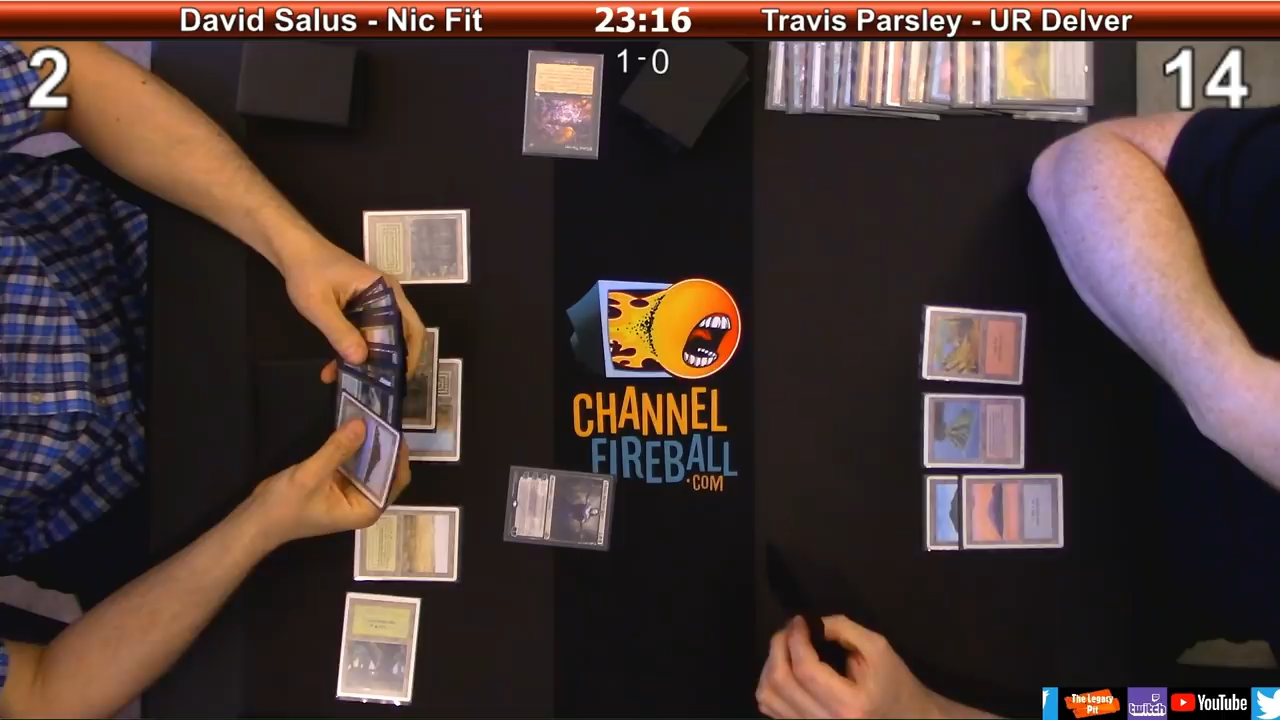 David Salus - Nic Fit
23:16
Travis Parsley - UR Delver
2
1-0
14
CHANNEL
FIREBALL
.COM
The Legacy
Pit
twitch
YouTube